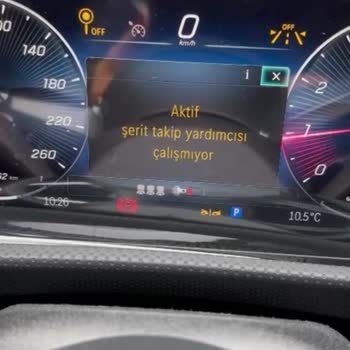 OFF
OFF
0
km/h
140
180
220
260
i
Aktif
şerit takip yardımcısı
çalışmıyor
2
1
0
10:26
P
10.5°C